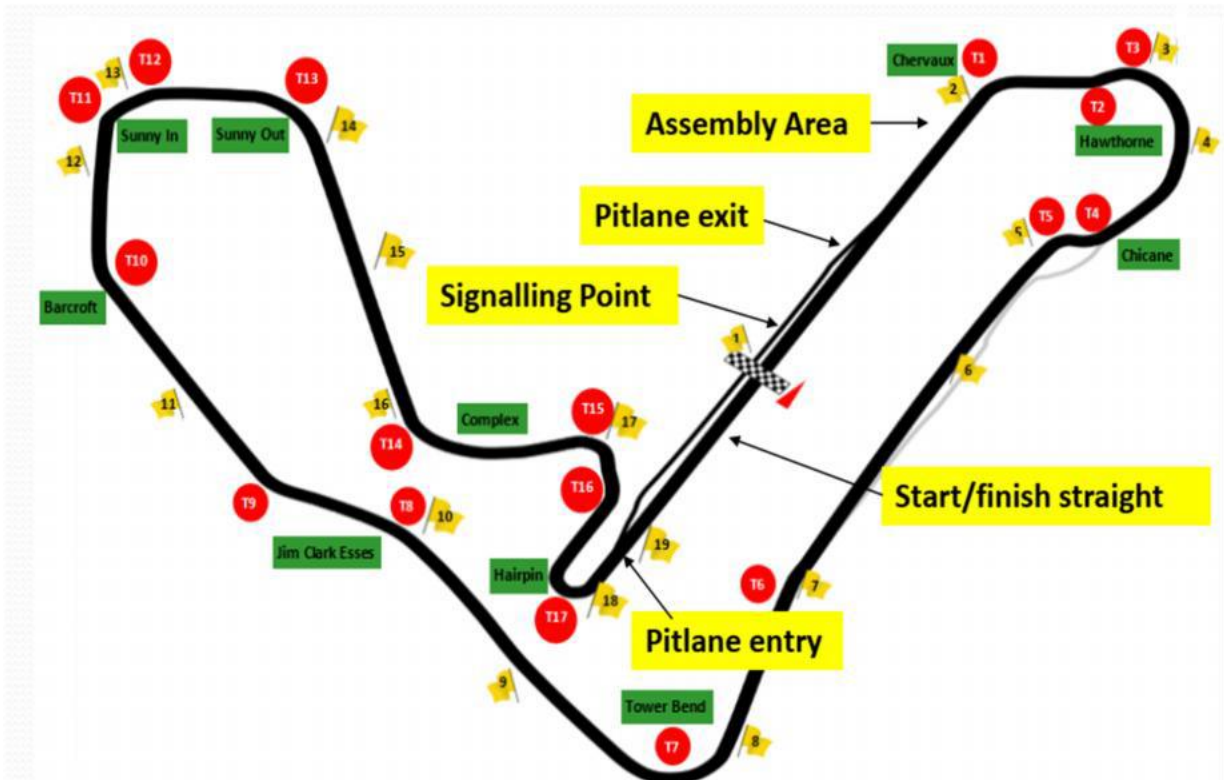 T12
13
T11
Sunny In
12
T13
Sunny Out
14
Chervaux
T1
2
T3
3
T2
Hawthorne
4
Assembly Area
Pitlane exit
T5
T4
5
Chicane
Signalling Point
15
T10
Barcroft
1
6
11
16
Complex
T15
17
T14
T16
Start/finish straight
T9
T8
10
Jim Clark Esses
19
Hairpin
T17
18
T6
7
Pitlane entry
9
Tower Bend
T7
8